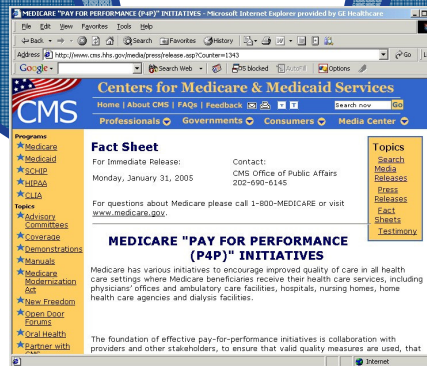 MEDICARE "PAY FOR PERFORMANCE (P4P)" INITIATIVES - Microsoft Internet Explorer provided by GE Healthcare
File Edit View Favorites Tools Help
Back Search Favorites History
Address http://www.cms.hhs.gov/media/press/release.asp?Counter=1343 Go
Google Search Web blocked AutoFill Options
Centers for Medicare & Medicaid Services
CMS
Home | About CMS | FAQs | Feedback Search now Go
Professionals Governments Consumers Media Center
Programs
Medicare
Medicaid
SCHIP
HIPAA
CLIA
Topics
Advisory
Committees
Coverage
Demonstrations
Manuals
Medicare
Modernization
Act
New Freedom
Open Door
Forums
Oral Health
Partner with
CMS
Fact Sheet
For Immediate Release: Contact:
Monday, January 31, 2005 CMS Office of Public Affairs
202-690-6145
For questions about Medicare please call 1-800-MEDICARE or visit
www.medicare.gov.
MEDICARE "PAY FOR PERFORMANCE
(P4P)" INITIATIVES
Medicare has various initiatives to encourage improved quality of care in all health
care settings where Medicare beneficiaries receive their health care services, including
physicians' offices and ambulatory care facilities, hospitals, nursing homes, home
health care agencies and dialysis facilities.
The foundation of effective pay-for-performance initiatives is collaboration with
providers and other stakeholders, to ensure that valid quality measures are used, that
Topics
Search
Media
Releases
Press
Releases
Fact
Sheets
Testimony
Internet